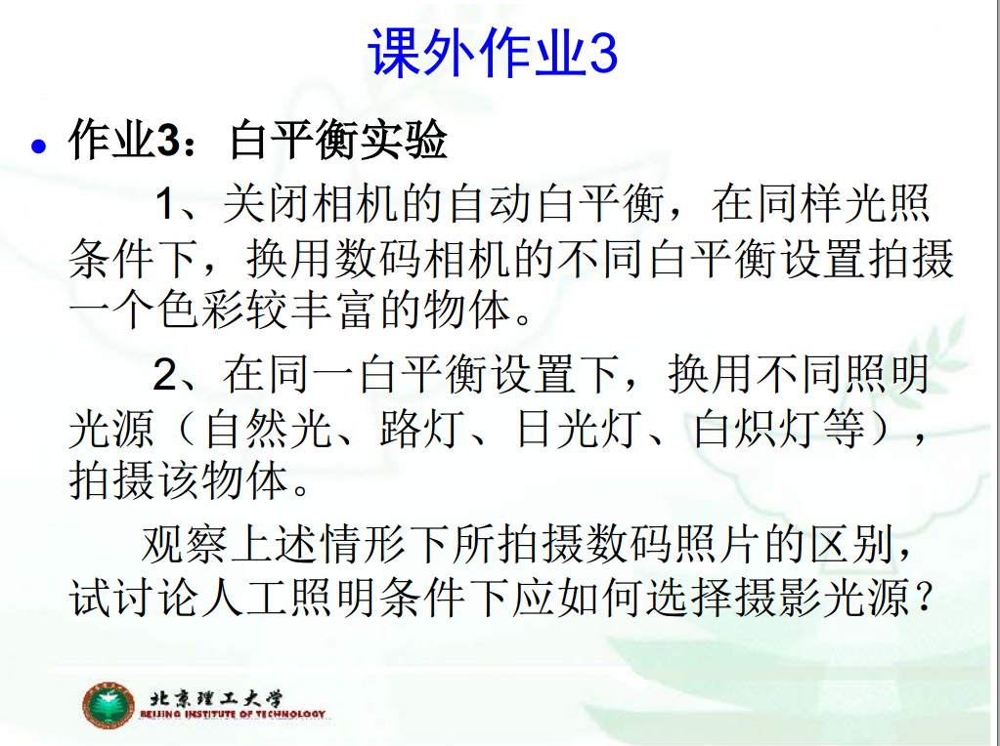 课外作业3
• 作业3：白平衡实验
1、关闭相机的自动白平衡，在同样光照
条件下，换用数码相机的不同白平衡设置拍摄
一个色彩较丰富的物体。
2、在同一白平衡设置下，换用不同照明
光源（自然光、路灯、日光灯、白炽灯等），
拍摄该物体。
观察上述情形下所拍摄数码照片的区别，
试讨论人工照明条件下应如何选择摄影光源？
北京理工大学
BEIJING INSTITUTE OF TECHNOLOGY